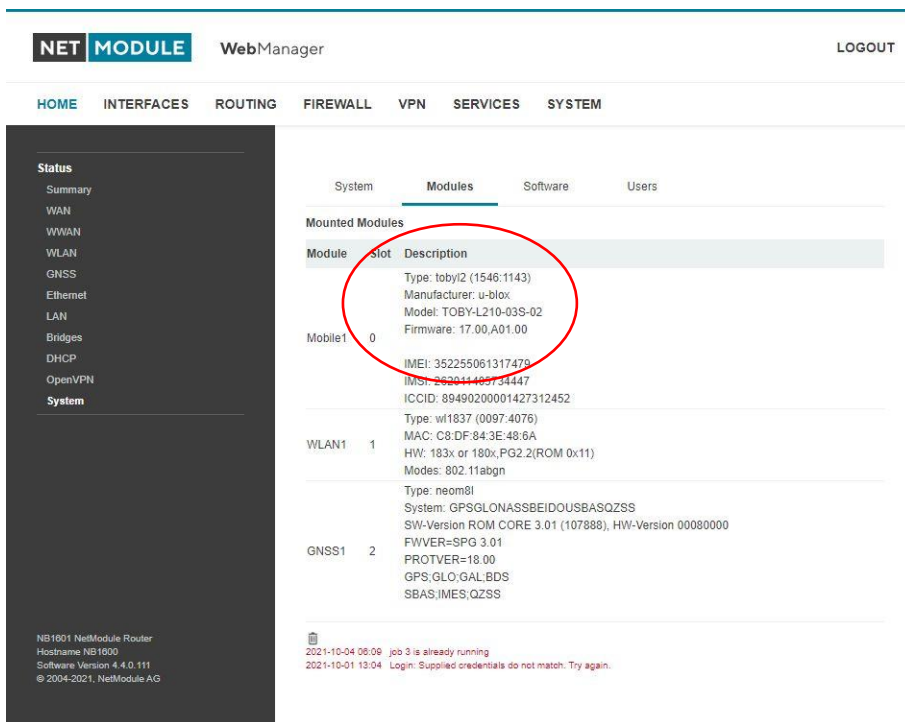 NET MODULE WebManager LOGOUT
HOME INTERFACES ROUTING FIREWALL VPN SERVICES SYSTEM
Status
Summary
WAN
WWAN
WLAN
GNSS
Ethernet
LAN
Bridges
DHCP
OpenVPN
System
System Modules Software Users
Mounted Modules
Module Slot Description
Mobile1 0
Type: tobyl2 (1546:1143)
Manufacturer: u-blox
Model: TOBY-L210-03S-02
Firmware: 17.00,A01.00
IMEI: 352255061317479
IMSI: 262011405734447
ICCID: 89490200001427312452
WLAN1 1
Type: wl1837 (0097:4076)
MAC: C8:DF:84:3E:48:6A
HW: 183x or 180x,PG2.2(ROM 0x11)
Modes: 802.11abgn
GNSS1 2
Type: neom8l
System: GPSGLONASSBEIDOUSBASQZSS
SW-Version ROM CORE 3.01 (107888), HW-Version 00080000
FWVER=SPG 3.01
PROTVER=18.00
GPS;GLO;GAL;BDS
SBAS;IMES;QZSS
2021-10-04 06:09 job 3 is already running
2021-10-01 13:04 Login: Supplied credentials do not match. Try again.
NB1601 NetModule Router
Hostname NB1600
Software Version 4.4.0.111
© 2004-2021, NetModule AG